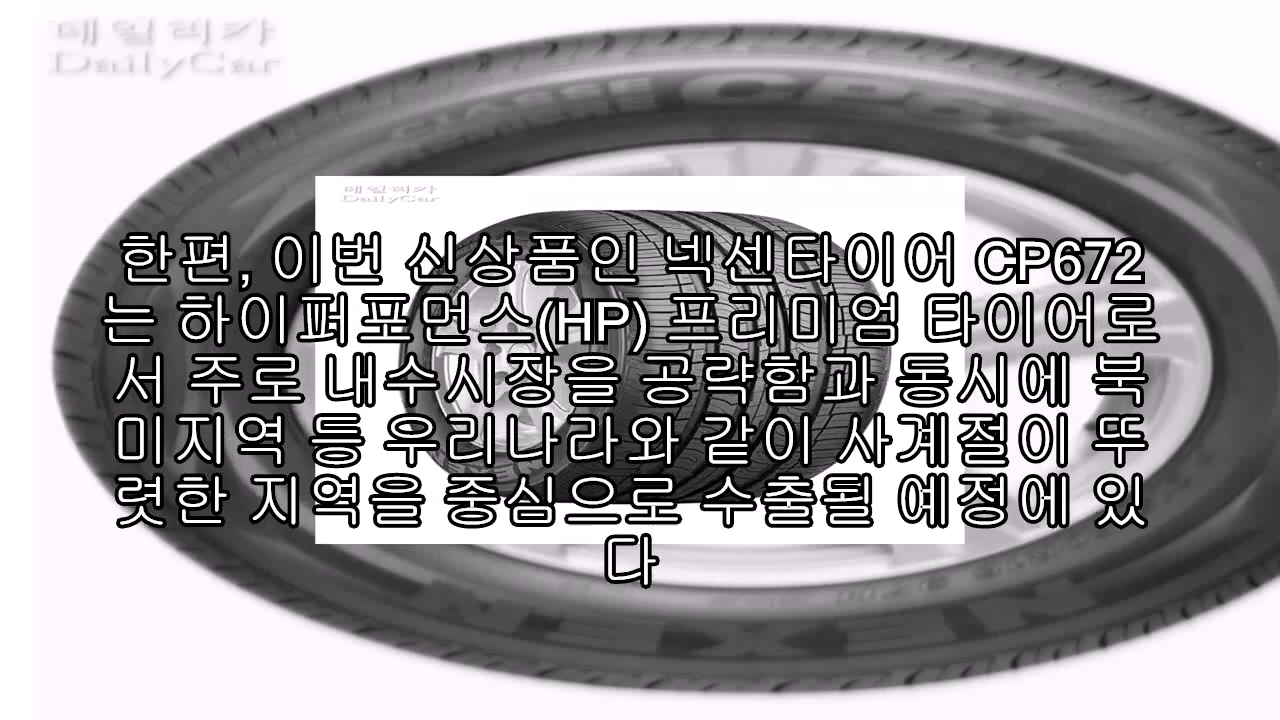 데일리카
DailyCar
CP672
데일리카
DailyCar
한편, 이번 신상품인 넥센타이어 CP672
는 하이퍼포먼스(HP) 프리미엄 타이어로
서 주로 내수시장을 공략함과 동시에 북
미지역 등 우리나라와 같이 사계절이 뚜
렷한 지역을 중심으로 수출될 예정에 있
다
NEXEN